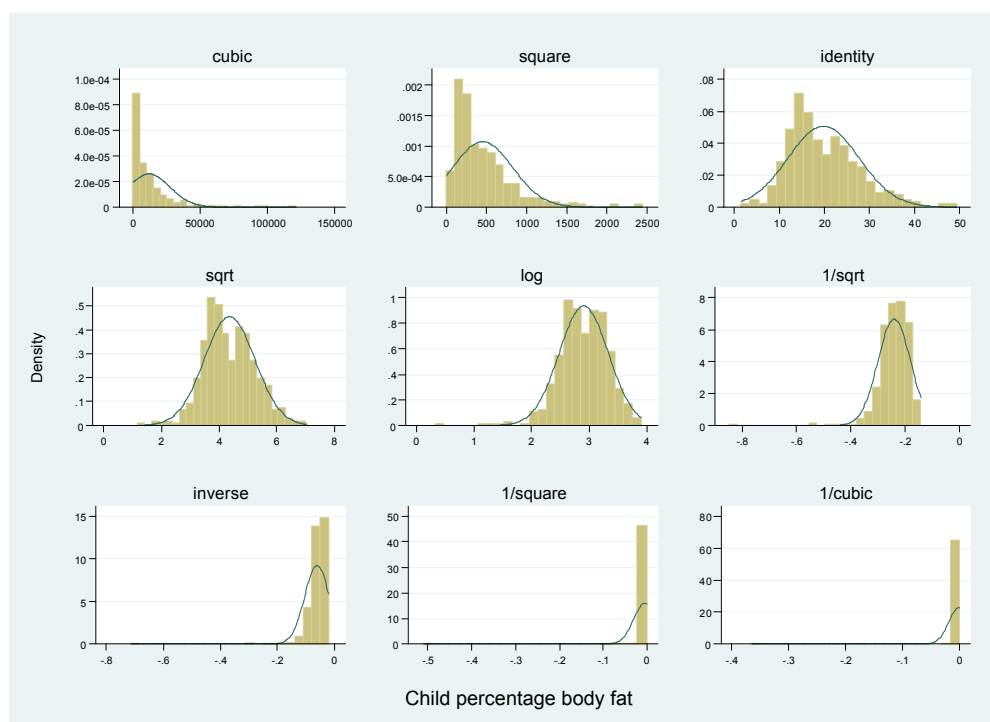 cubic
square
identity
1.0e-04
8.0e-05
6.0e-05
4.0e-05
2.0e-05
0
0 50000 100000 150000
.002
.0015
.001
5.0e-04
0
0 500 1000 1500 2000 2500
.08
.06
.04
.02
0
0 10 20 30 40 50
sqrt
log
1/sqrt
.5
.4
.3
.2
.1
0
0 2 4 6 8
1
.8
.6
.4
.2
0
0 1 2 3 4
8
6
4
2
0
-.8 -.6 -.4 -.2 0
Density
inverse
1/square
1/cubic
15
10
5
0
-.8 -.6 -.4 -.2 0
50
40
30
20
10
0
-.5 -.4 -.3 -.2 -.1 0
80
60
40
20
0
-.4 -.3 -.2 -.1 0
Child percentage body fat